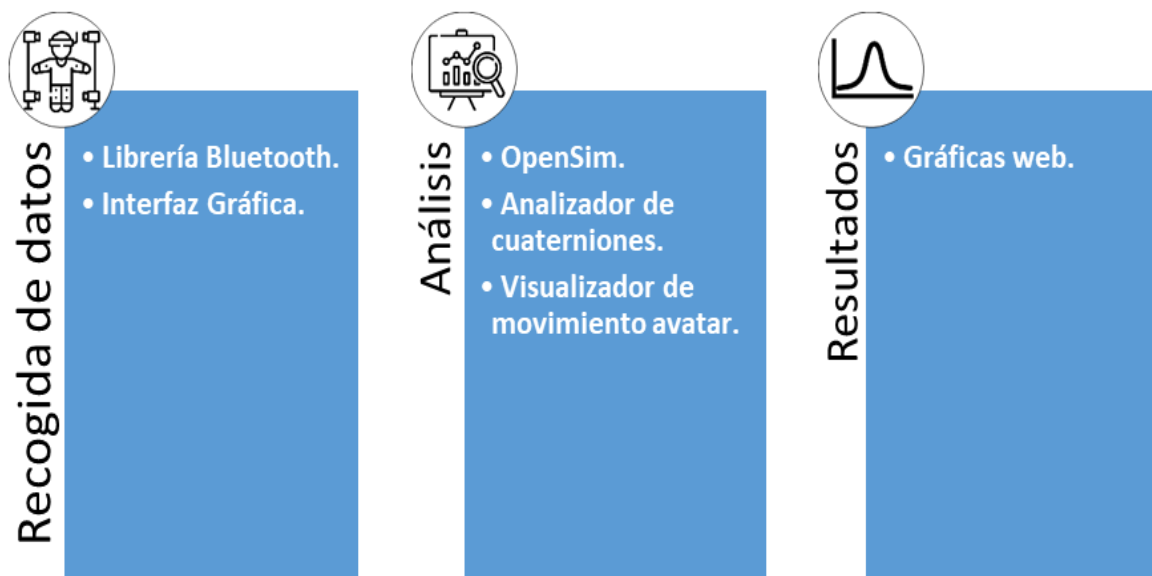 Recogida de datos
• Librería Bluetooth.
• Interfaz Gráfica.
Análisis
• OpenSim.
• Analizador de
cuaterniones.
• Visualizador de
movimiento avatar.
Resultados
• Gráficas web.